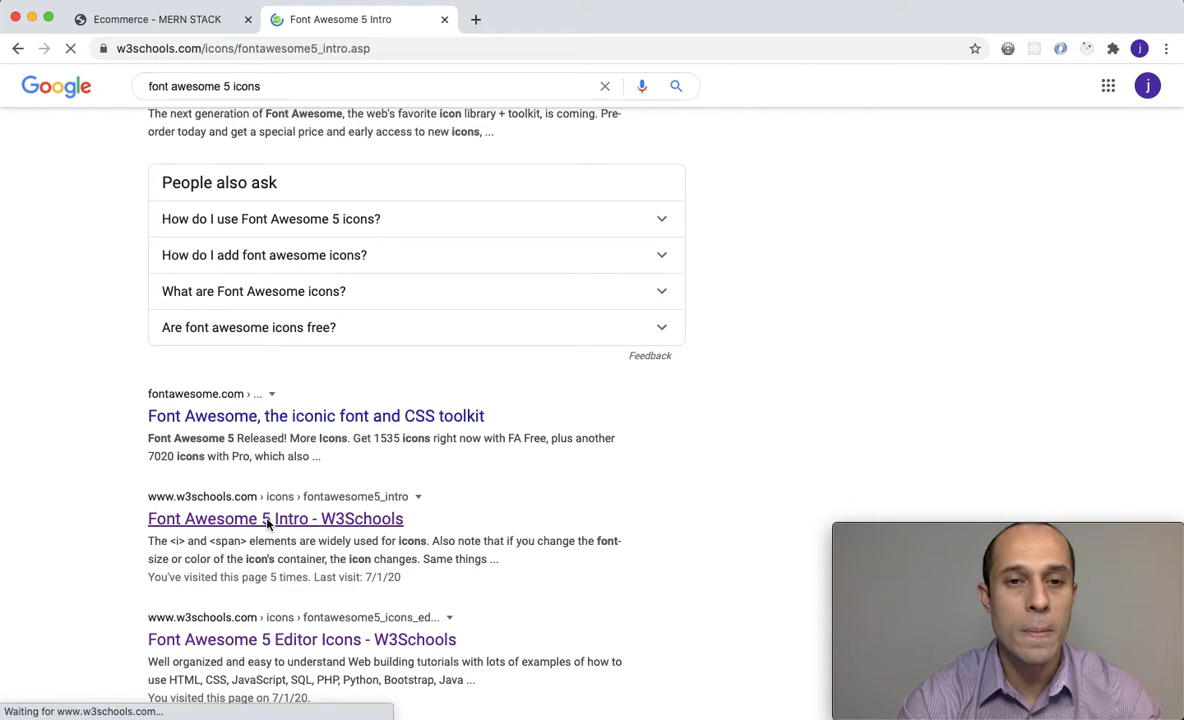 Ecommerce - MERN STACK
Font Awesome 5 Intro
w3schools.com/icons/fontawesome5_intro.asp
j
Google
font awesome 5 icons
j
The next generation of Font Awesome, the web's favorite icon library + toolkit, is coming. Pre-
order today and get a special price and early access to new icons, ...
People also ask
How do I use Font Awesome 5 icons?
How do I add font awesome icons?
What are Font Awesome icons?
Are font awesome icons free?
Feedback
fontawesome.com › ...
Font Awesome, the iconic font and CSS toolkit
Font Awesome 5 Released! More Icons. Get 1535 icons right now with FA Free, plus another
7020 icons with Pro, which also ...
www.w3schools.com › icons › fontawesome5_intro
Font Awesome 5 Intro - W3Schools
The <i> and <span> elements are widely used for icons. Also note that if you change the font-
size or color of the icon's container, the icon changes. Same things ...
You've visited this page 5 times. Last visit: 7/1/20
www.w3schools.com › icons › fontawesome5_icons_ed...
Font Awesome 5 Editor Icons - W3Schools
Well organized and easy to understand Web building tutorials with lots of examples of how to
use HTML, CSS, JavaScript, SQL, PHP, Python, Bootstrap, Java ...
You visited this page on 7/1/20.
Waiting for www.w3schools.com...